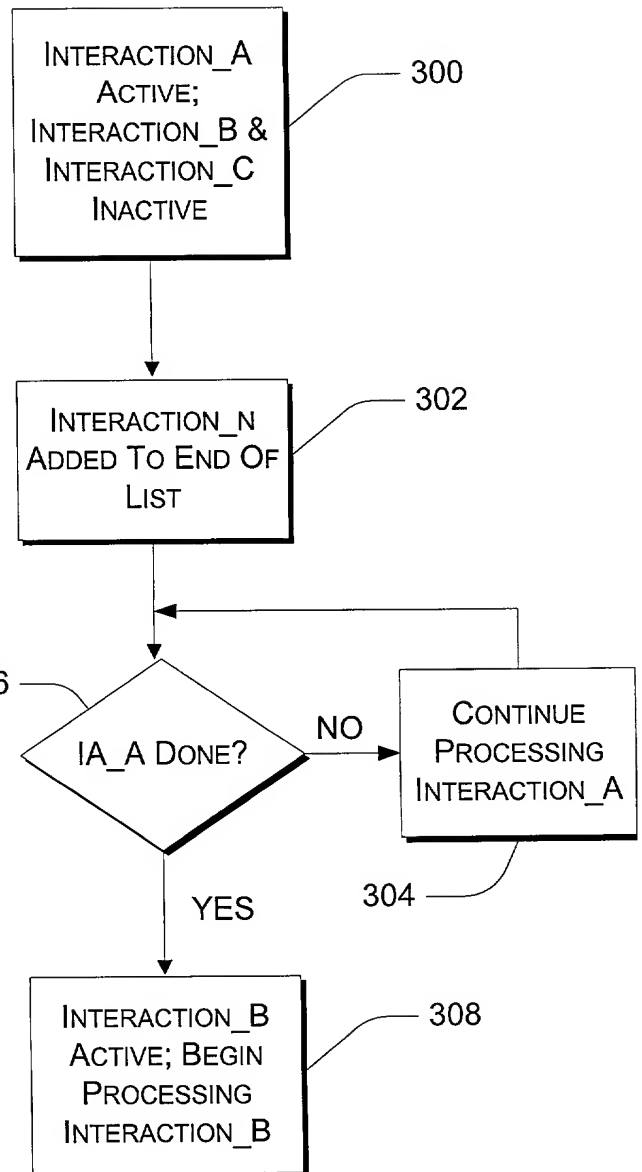 INTERACTION_A
ACTIVE;
INTERACTION_B &
INTERACTION_C
INACTIVE
300
INTERACTION_N
ADDED TO END OF
LIST
302
6
IA_A DONE?
NO
CONTINUE
PROCESSING
INTERACTION_A
304
YES
INTERACTION_B
ACTIVE; BEGIN
PROCESSING
INTERACTION_B
308